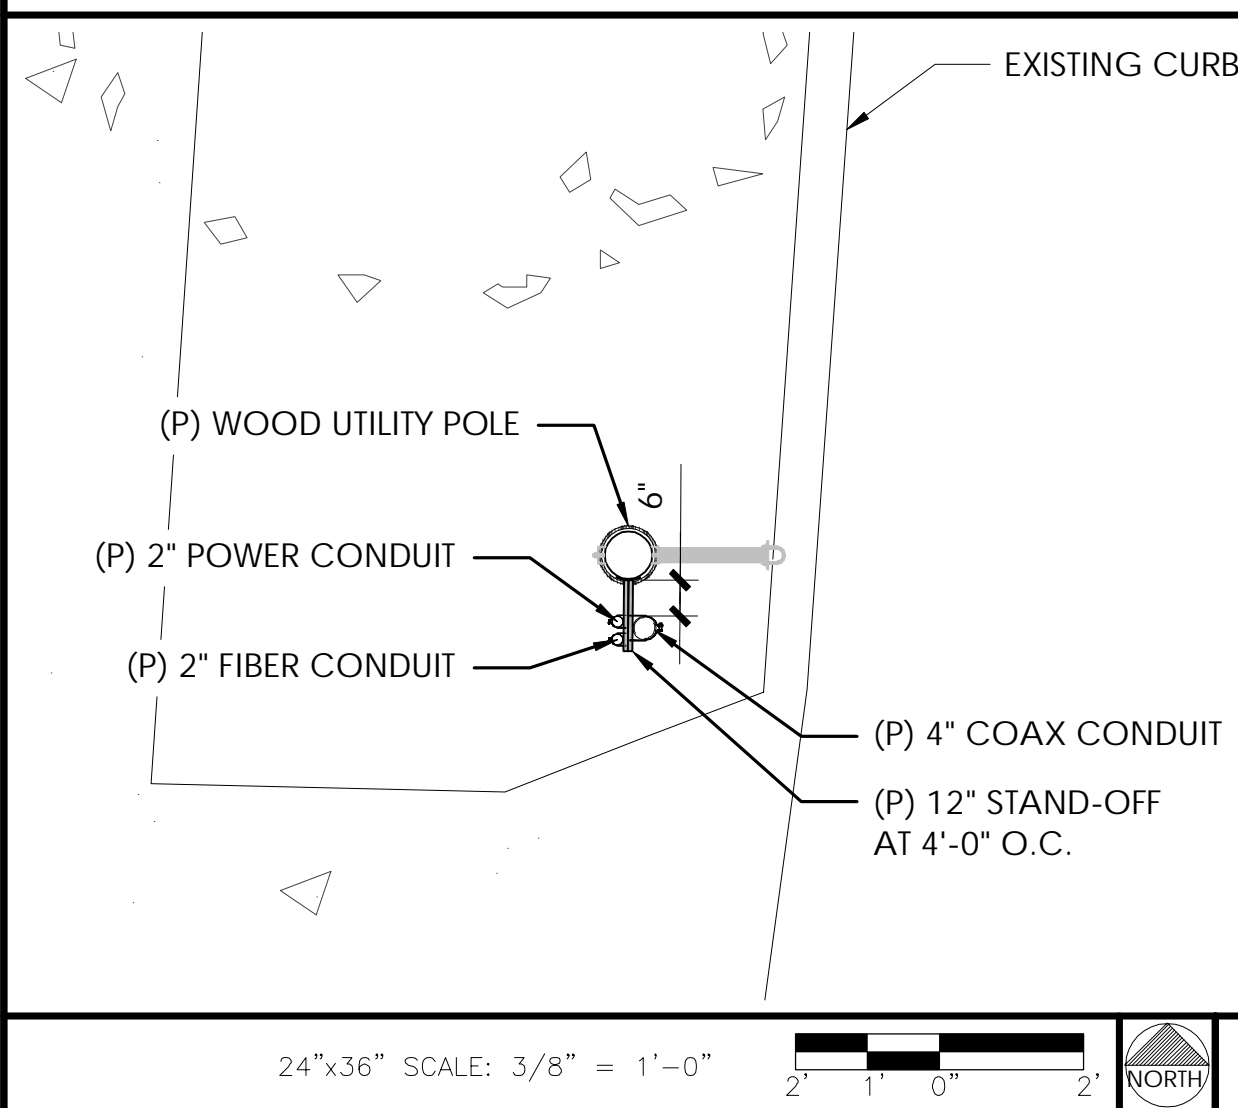 EXISTING CURB
(P) WOOD UTILITY POLE
6"
(P) 2" POWER CONDUIT
(P) 2" FIBER CONDUIT
(P) 4" COAX CONDUIT
(P) 12" STAND-OFF
AT 4'-0" O.C.
24"x36" SCALE: 3/8" = 1'-0"
2' 1' 0" 2'
NORTH